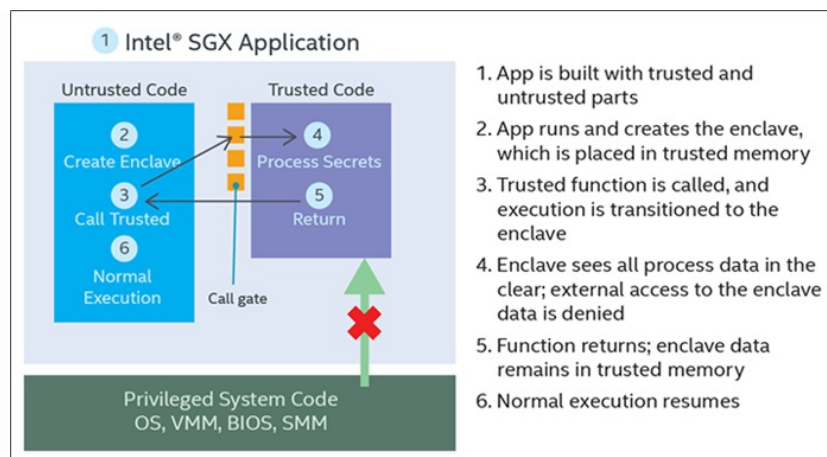 1 Intel® SGX Application
Untrusted Code
Trusted Code
2
Create Enclave
3
Call Trusted
6
Normal
Execution
Call gate
4
Process Secrets
5
Return
Privileged System Code
OS, VMM, BIOS, SMM
1. App is built with trusted and
untrusted parts
2. App runs and creates the enclave,
which is placed in trusted memory
3. Trusted function is called, and
execution is transitioned to the
enclave
4. Enclave sees all process data in the
clear; external access to the enclave
data is denied
5. Function returns; enclave data
remains in trusted memory
6. Normal execution resumes